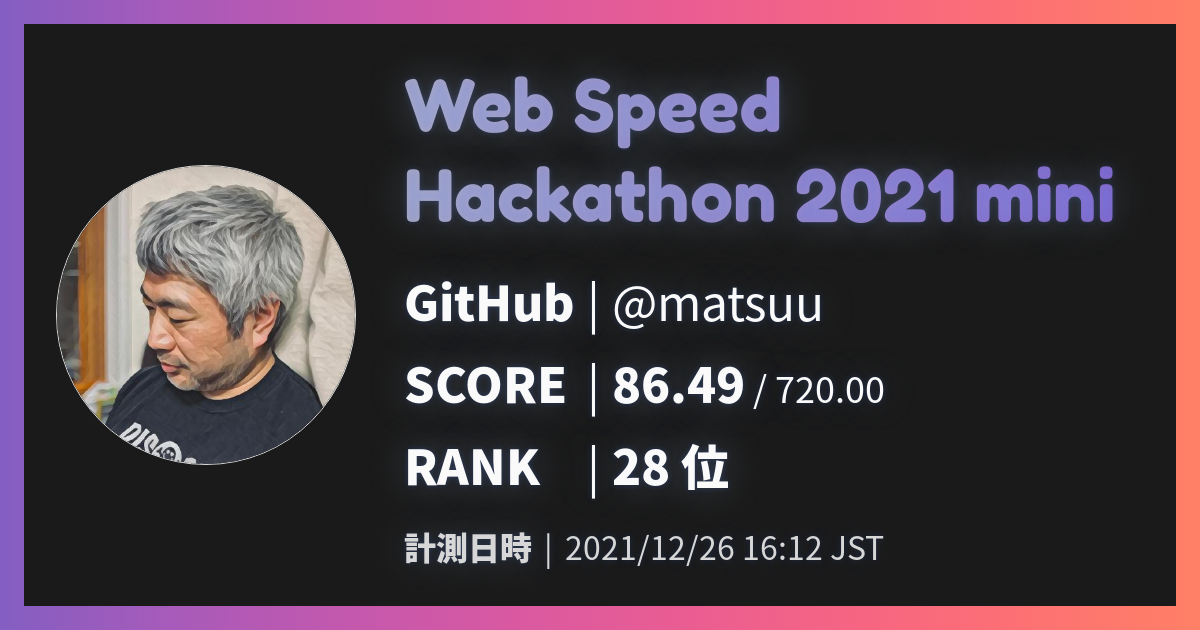 Web Speed
Hackathon 2021 mini
GitHub | @matsuu
SCORE | 86.49 / 720.00
RANK | 28 位
計測日時 | 2021/12/26 16:12 JST